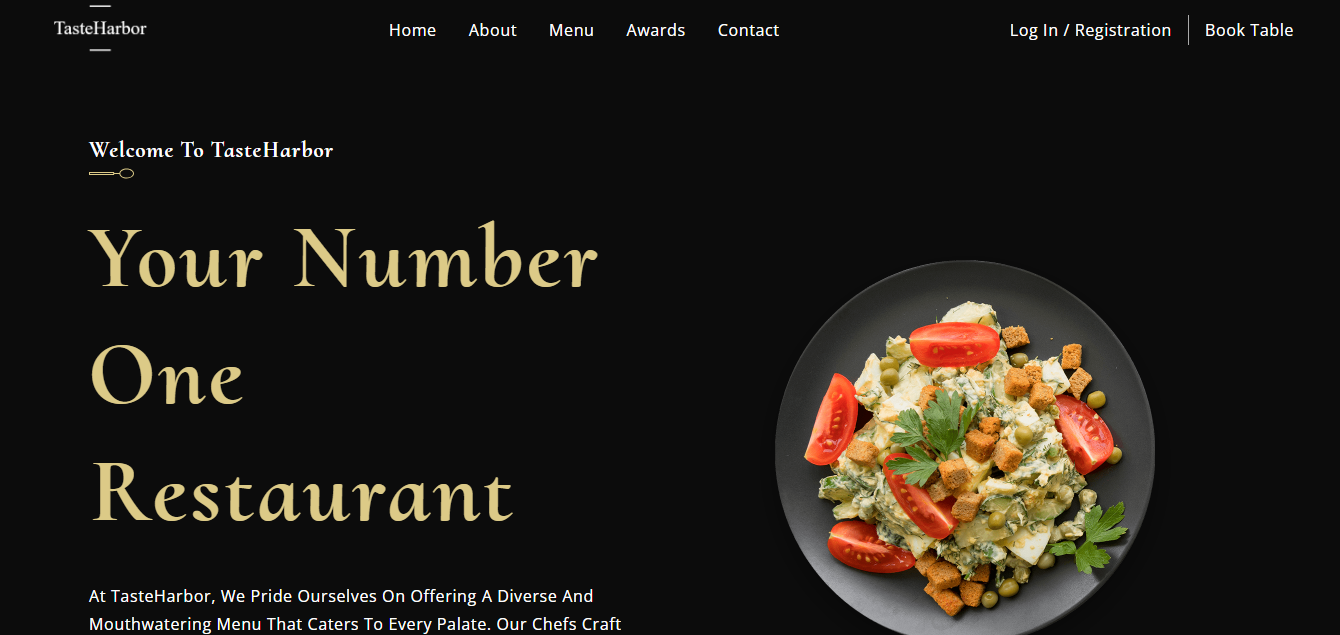 TasteHarbor
Home About Menu Awards Contact
Log In / Registration Book Table
Welcome To TasteHarbor
Your Number
One
Restaurant
At TasteHarbor, We Pride Ourselves On Offering A Diverse And
Mouthwatering Menu That Caters To Every Palate. Our Chefs Craft